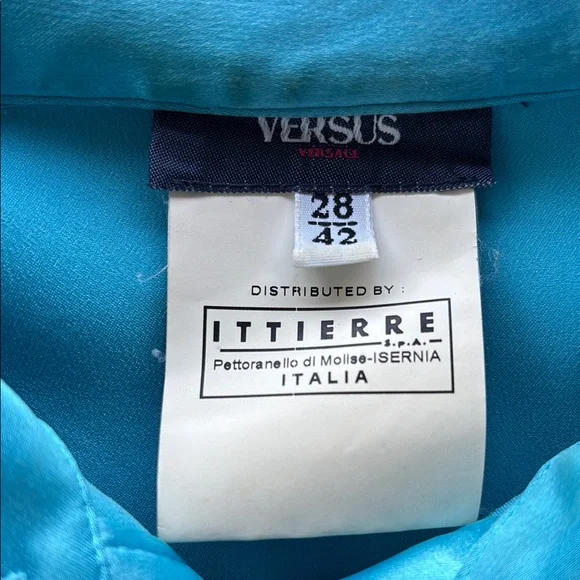 VERSUS
VERSACE
28
42
DISTRIBUTED BY :
ITTIERRE
S.p.A.
Pettoranello di Molise-ISERNIA
ITALIA